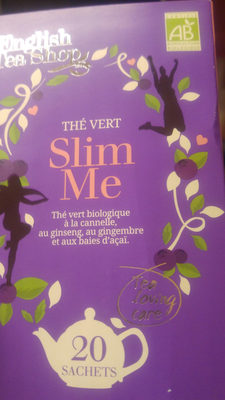 English
Tea Shop
AB
THÉ VERT
Slim
Me
Thé vert biologique
à la cannelle,
au ginseng, au gingembre
et aux baies d'açaï.
Tea
loving
care
20
SACHETS